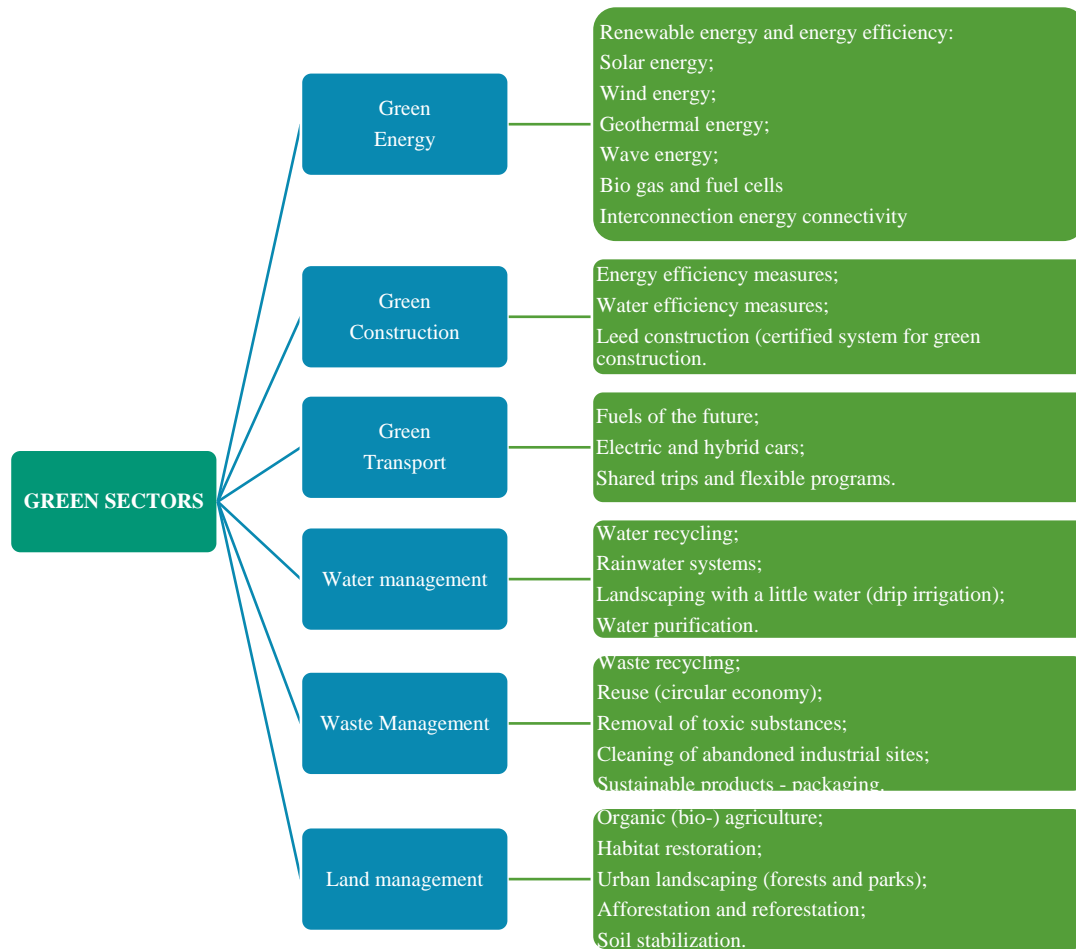 GREEN SECTORS
Green
Energy
Renewable energy and energy efficiency:
Solar energy;
Wind energy;
Geothermal energy;
Wave energy;
Bio gas and fuel cells
Interconnection energy connectivity
Green
Construction
Energy efficiency measures;
Water efficiency measures;
Leed construction (certified system for green
construction.
Green
Transport
Fuels of the future;
Electric and hybrid cars;
Shared trips and flexible programs.
Water management
Water recycling;
Rainwater systems;
Landscaping with a little water (drip irrigation);
Water purification.
Waste Management
Waste recycling;
Reuse (circular economy);
Removal of toxic substances;
Cleaning of abandoned industrial sites;
Sustainable products - packaging.
Land management
Organic (bio-) agriculture;
Habitat restoration;
Urban landscaping (forests and parks);
Afforestation and reforestation;
Soil stabilization.